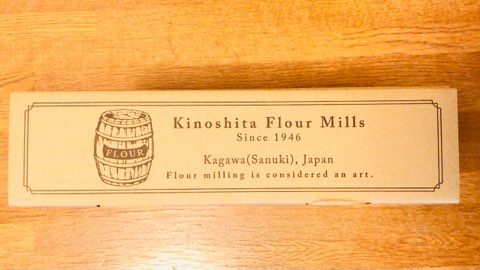 FLOUR
Kinoshita Flour Mills
Since 1946
Kagawa(Sanuki), Japan
Flour milling is considered an art.